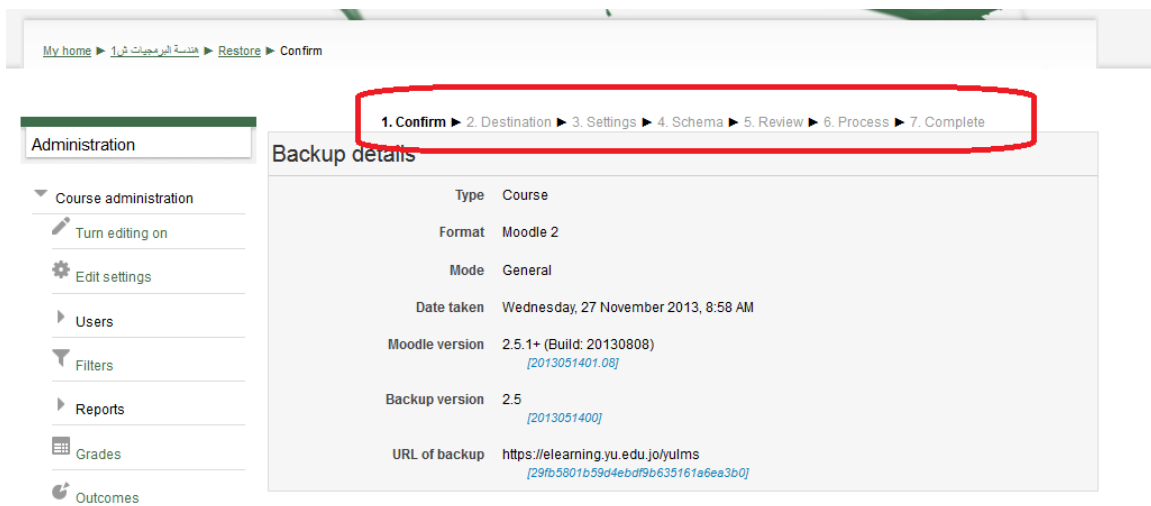 My home ► هندسة البرمجيات ش1 ► Restore ► Confirm
1. Confirm ► 2. Destination ► 3. Settings ► 4. Schema ► 5. Review ► 6. Process ► 7. Complete
Administration
Course administration
Turn editing on
Edit settings
Users
Filters
Reports
Grades
Outcomes
Backup details
Type Course
Format Moodle 2
Mode General
Date taken Wednesday, 27 November 2013, 8:58 AM
Moodle version 2.5.1+ (Build: 20130808)
[2013051401.08]
Backup version 2.5
[2013051400]
URL of backup https://elearning.yu.edu.jo/yulms
[29fb5801b59d4ebdf9b635161a6ea3b0]